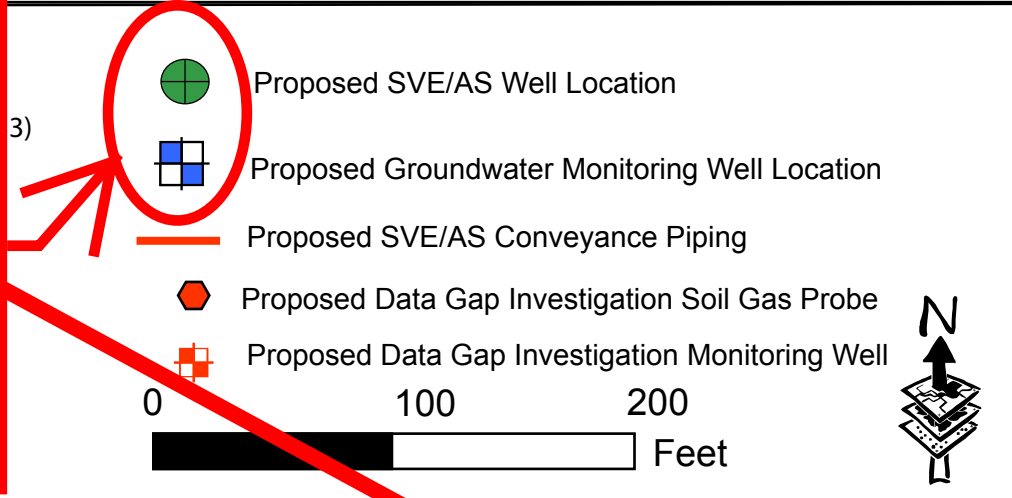 Proposed SVE/AS Well Location
3)
Proposed Groundwater Monitoring Well Location
Proposed SVE/AS Conveyance Piping
Proposed Data Gap Investigation Soil Gas Probe
Proposed Data Gap Investigation Monitoring Well
N
0 100 200
Feet